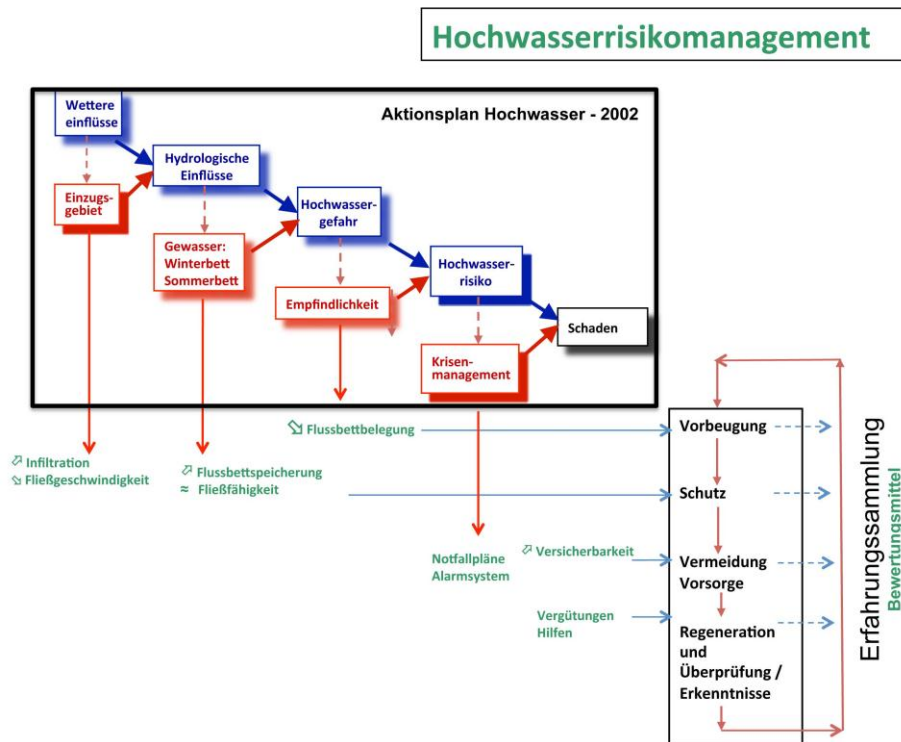 Hochwasserrisikomanagement
Aktionsplan Hochwasser - 2002
Wettere
einflüsse
Hydrologische
Einflüsse
Einzugs-
gebiet
Hochwasser-
gefahr
Gewasser:
Winterbett
Sommerbett
Hochwasser-
risiko
Empfindlichkeit
Schaden
Krisen-
management
⇘ Flussbettbelegung
Vorbeugung
⇗ Infiltration
⇘ Fließgeschwindigkeit
⇗ Flussbettspeicherung
≈ Fließfähigkeit
Schutz
Notfallpläne
Alarmsystem
⇗ Versicherbarkeit
Vermeidung
Vorsorge
Vergütungen
Hilfen
Regeneration
und
Überprüfung /
Erkenntnisse
Erfahrungssammlung
Bewertungsmittel